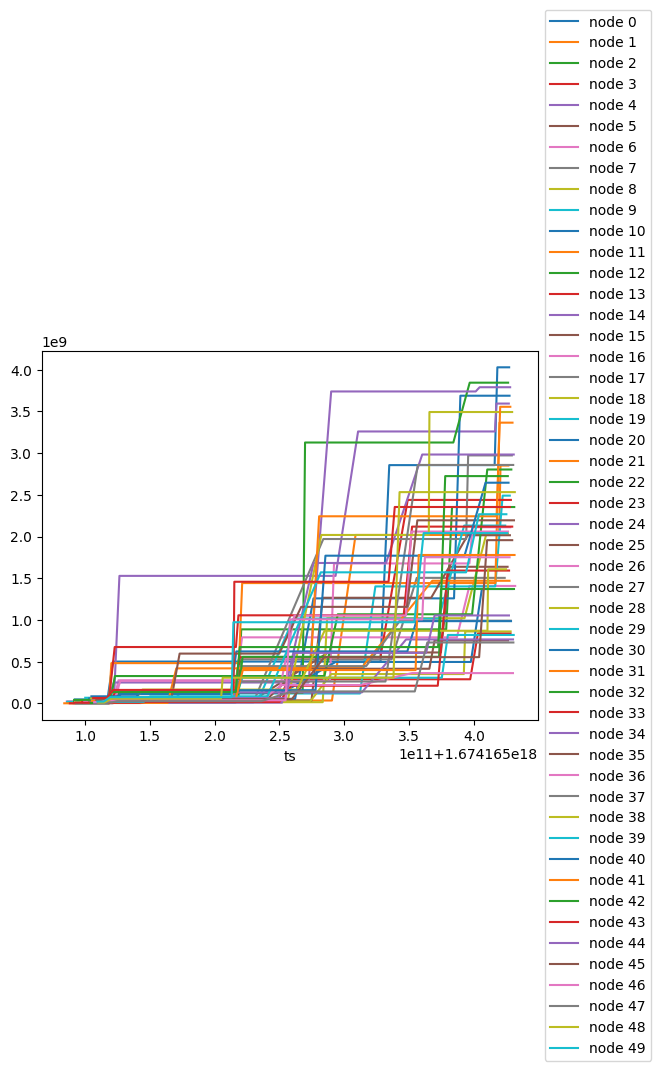 1e9
4.0
3.5
3.0
2.5
2.0
1.5
1.0
0.5
0.0
1.0 1.5 2.0 2.5 3.0 3.5 4.0
ts
1e11+1.674165e18
node 0
node 1
node 2
node 3
node 4
node 5
node 6
node 7
node 8
node 9
node 10
node 11
node 12
node 13
node 14
node 15
node 16
node 17
node 18
node 19
node 20
node 21
node 22
node 23
node 24
node 25
node 26
node 27
node 28
node 29
node 30
node 31
node 32
node 33
node 34
node 35
node 36
node 37
node 38
node 39
node 40
node 41
node 42
node 43
node 44
node 45
node 46
node 47
node 48
node 49